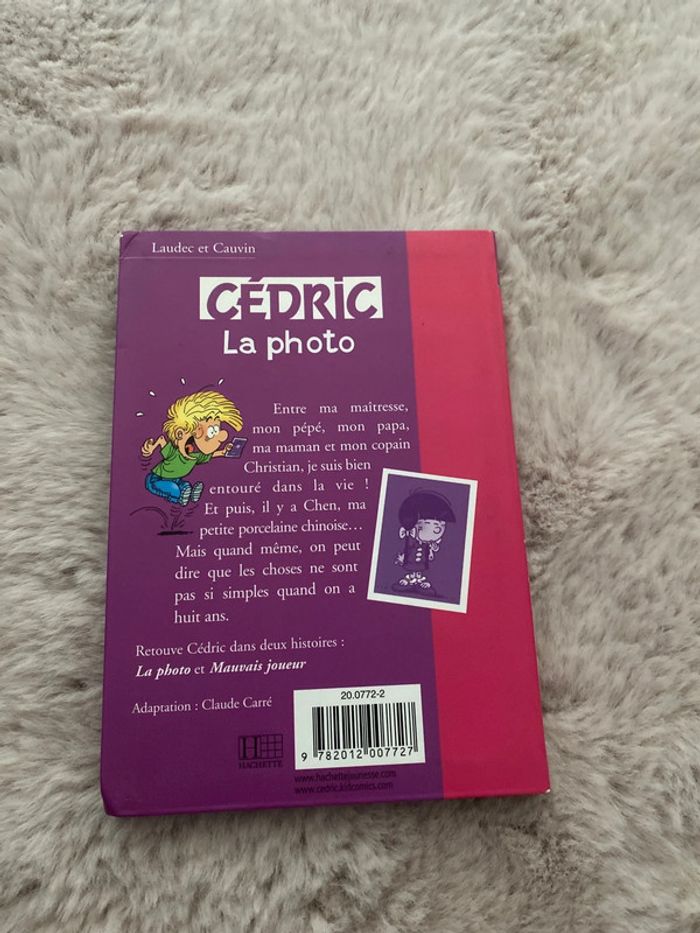 Laudec et Cauvin
CÉDRIC
La photo
Entre ma maîtresse,
mon pépé, mon papa,
ma maman et mon copain
Christian, je suis bien
entouré dans la vie !
Et puis, il y a Chen, ma
petite porcelaine chinoise…
Mais quand même, on peut
dire que les choses ne sont
pas si simples quand on a
huit ans.
Retouve Cédric dans deux histoires :
La photo et Mauvais joueur
Adaptation : Claude Carré
20.0772-2
9 782012 007727
H
HACHETTE
www.hachettejeunesse.com
www.cedric.kidcomics.com